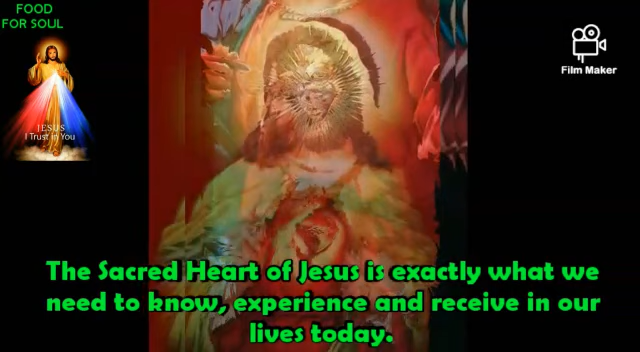 FOOD
FOR SOUL
JESUS
I Trust in You
Film Maker
The Sacred Heart of Jesus is exactly what we
need to know, experience and receive in our
lives today.